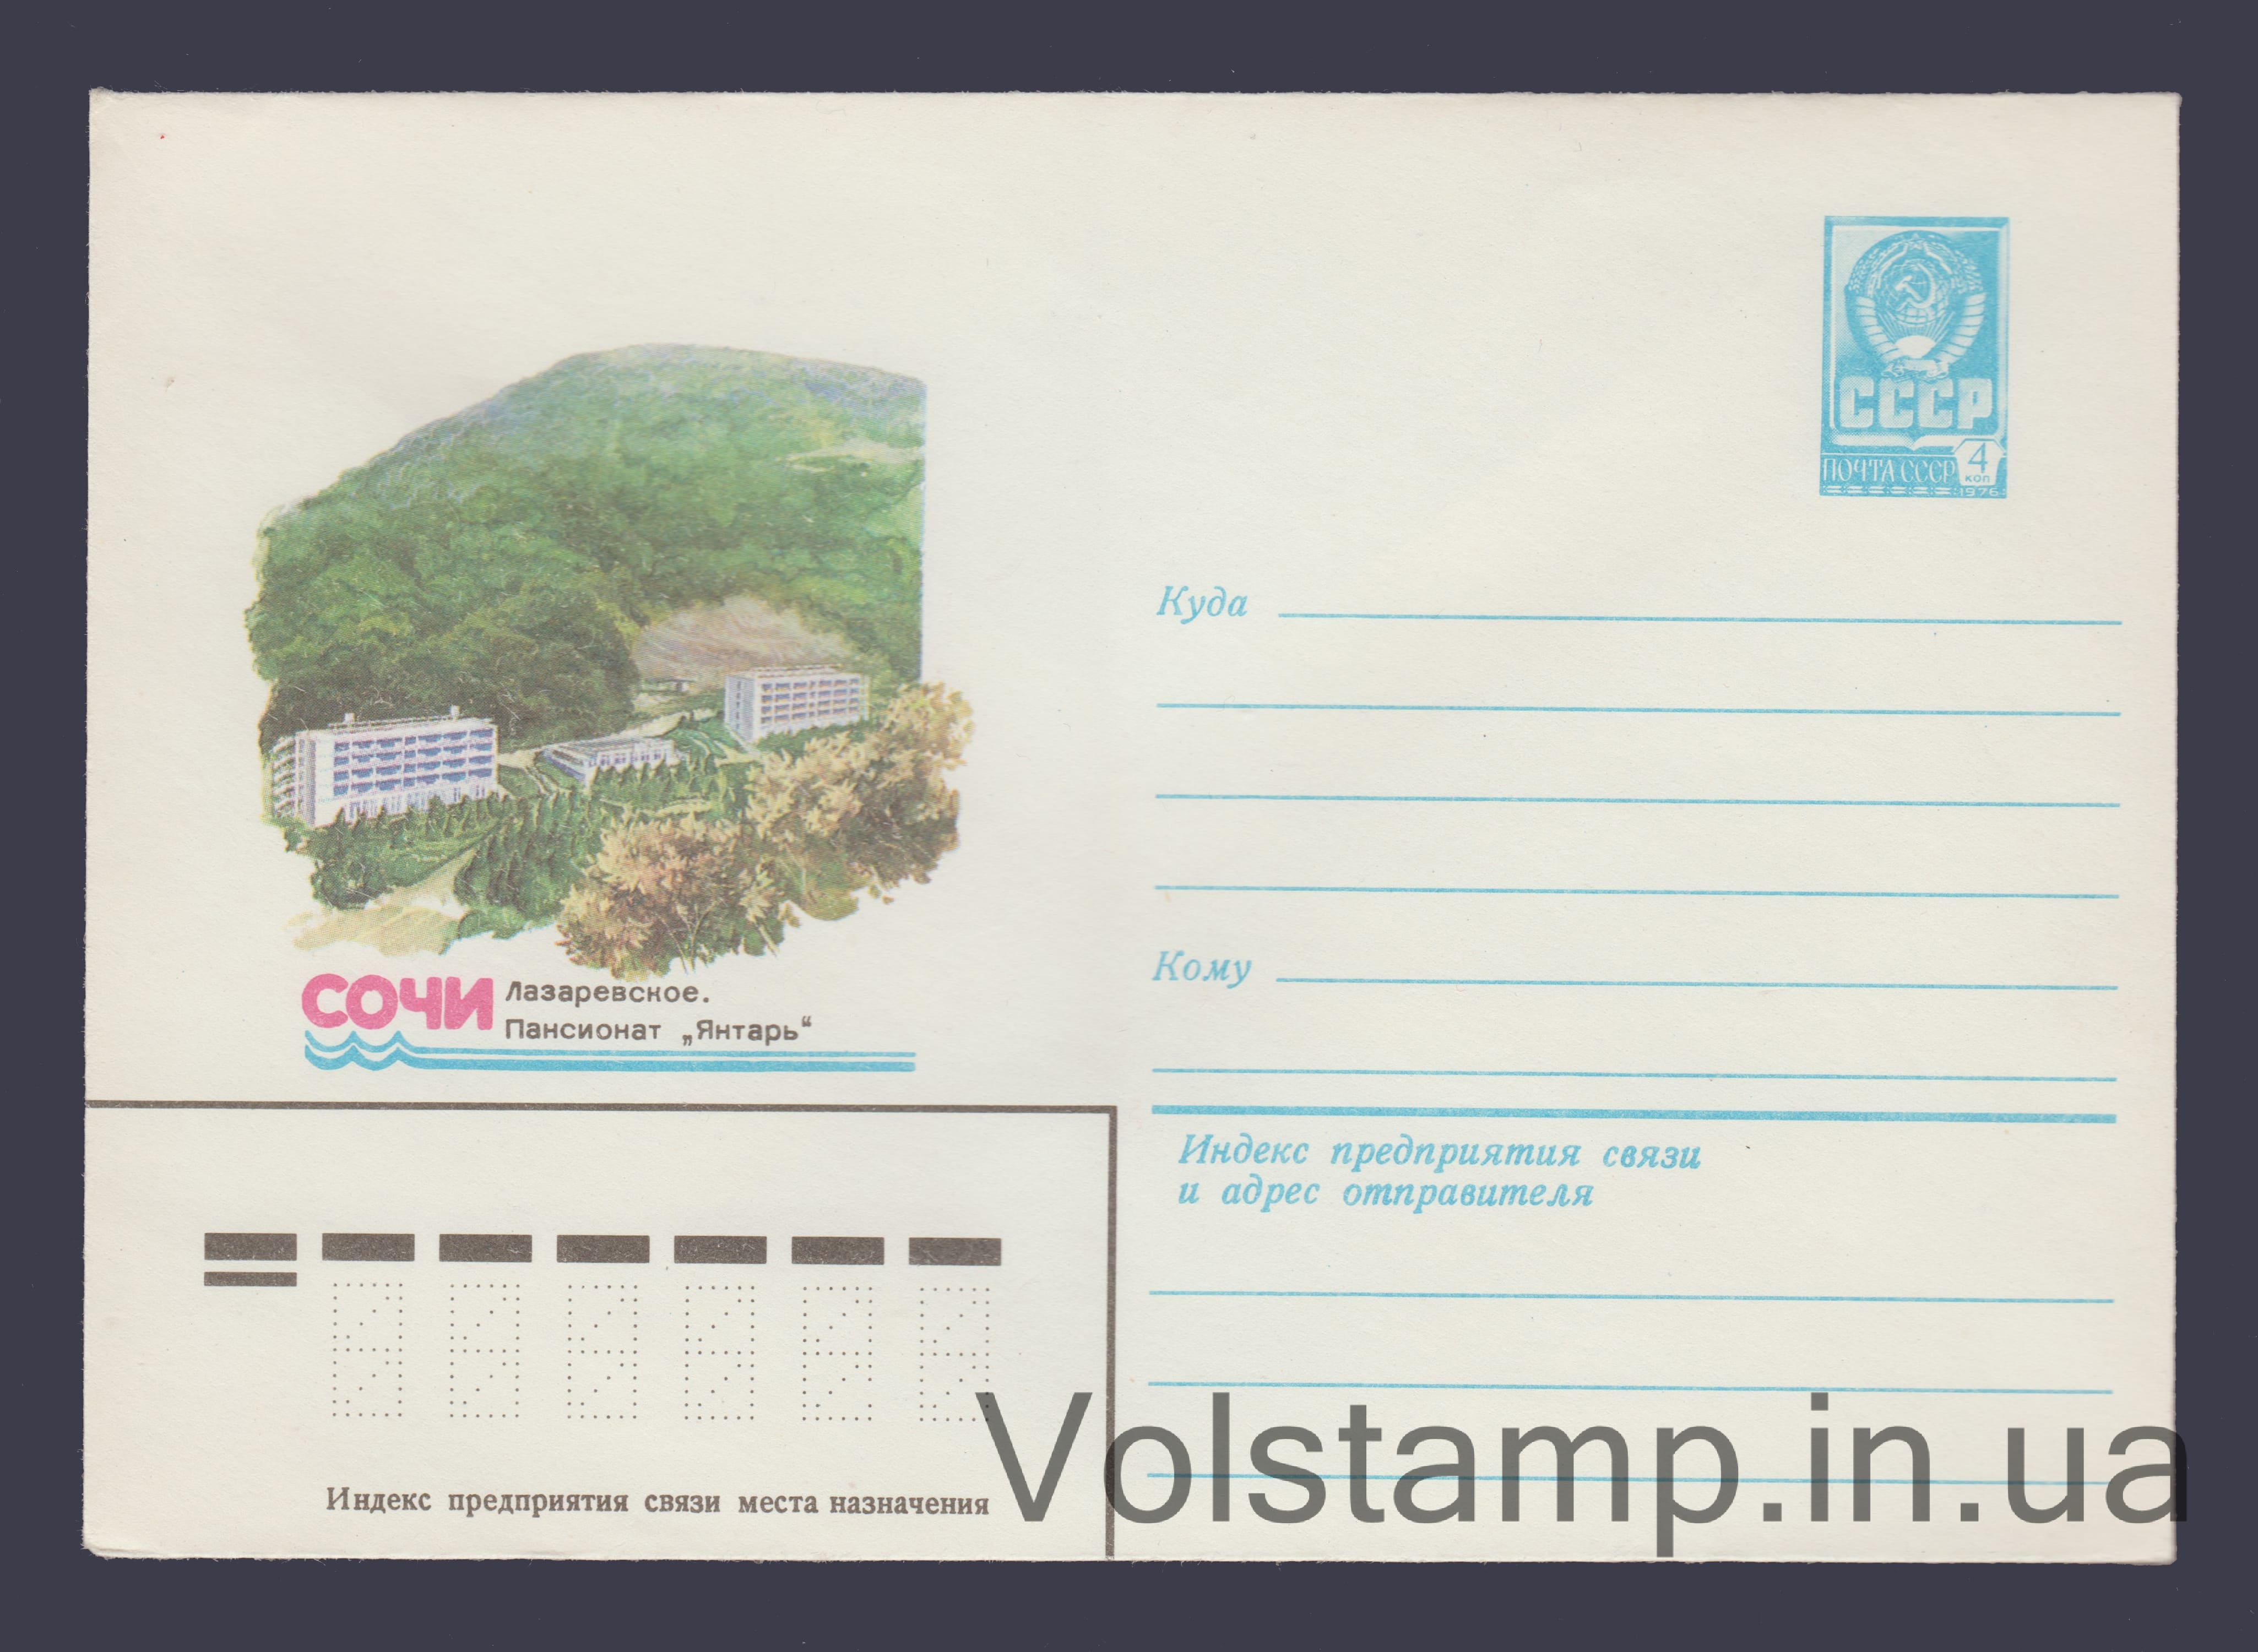 СССР
ПОЧТА СССР 4
коп
1976
Куда
Кому
СОЧИ Лазаревское.
Пансионат „Янтарь“
Индекс предприятия связи
и адрес отправителя
Индекс предприятия связи места назначения
Volstamp.in.ua